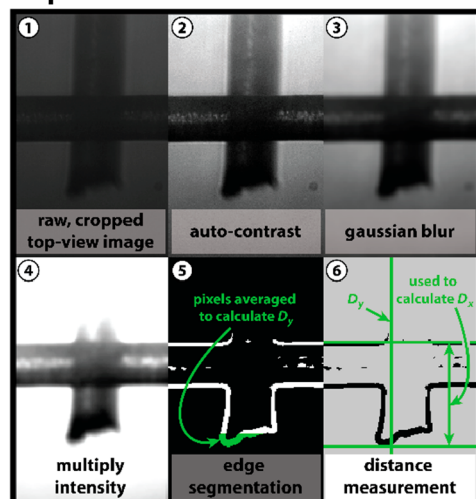 1
2
3
raw, cropped
top-view image
auto-contrast
gaussian blur
4
5
6
pixels averaged
to calculate Dy
Dy
used to
calculate Dx
multiply
intensity
edge
segmentation
distance
measurement